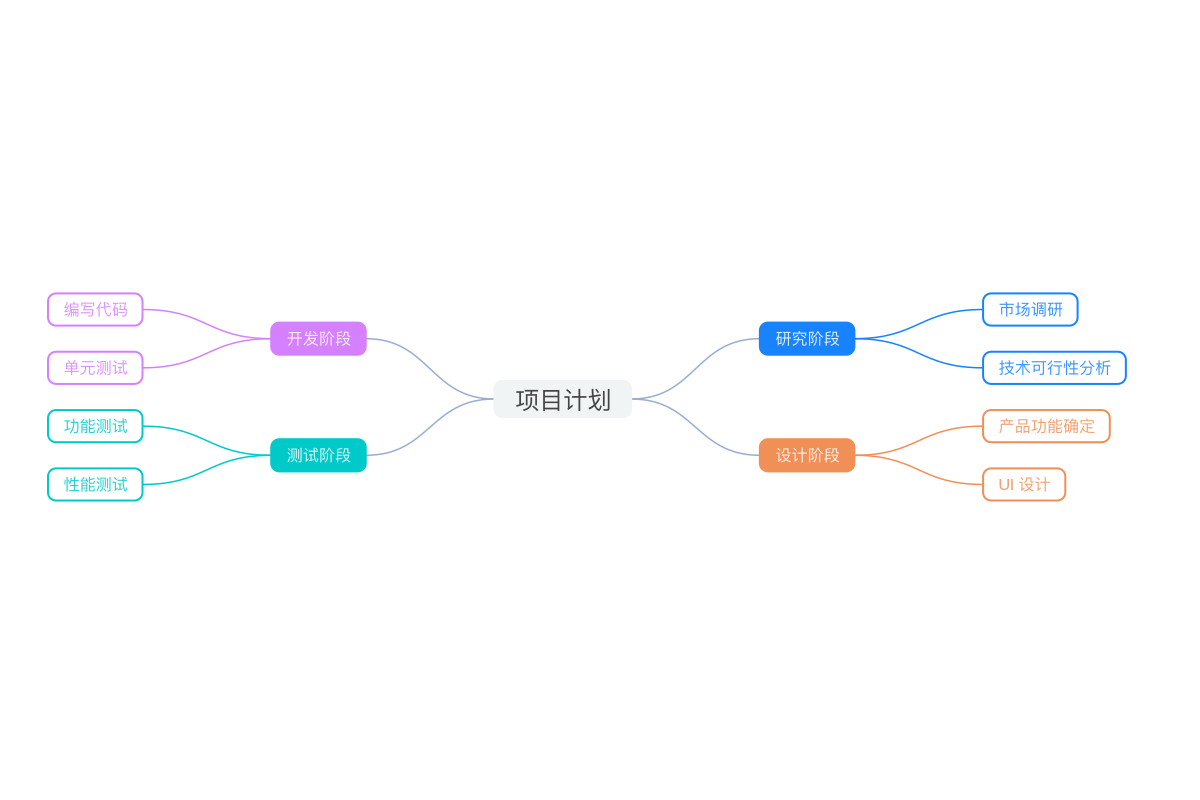 项目计划
研究阶段
市场调研
技术可行性分析
设计阶段
产品功能确定
UI 设计
开发阶段
编写代码
单元测试
测试阶段
功能测试
性能测试